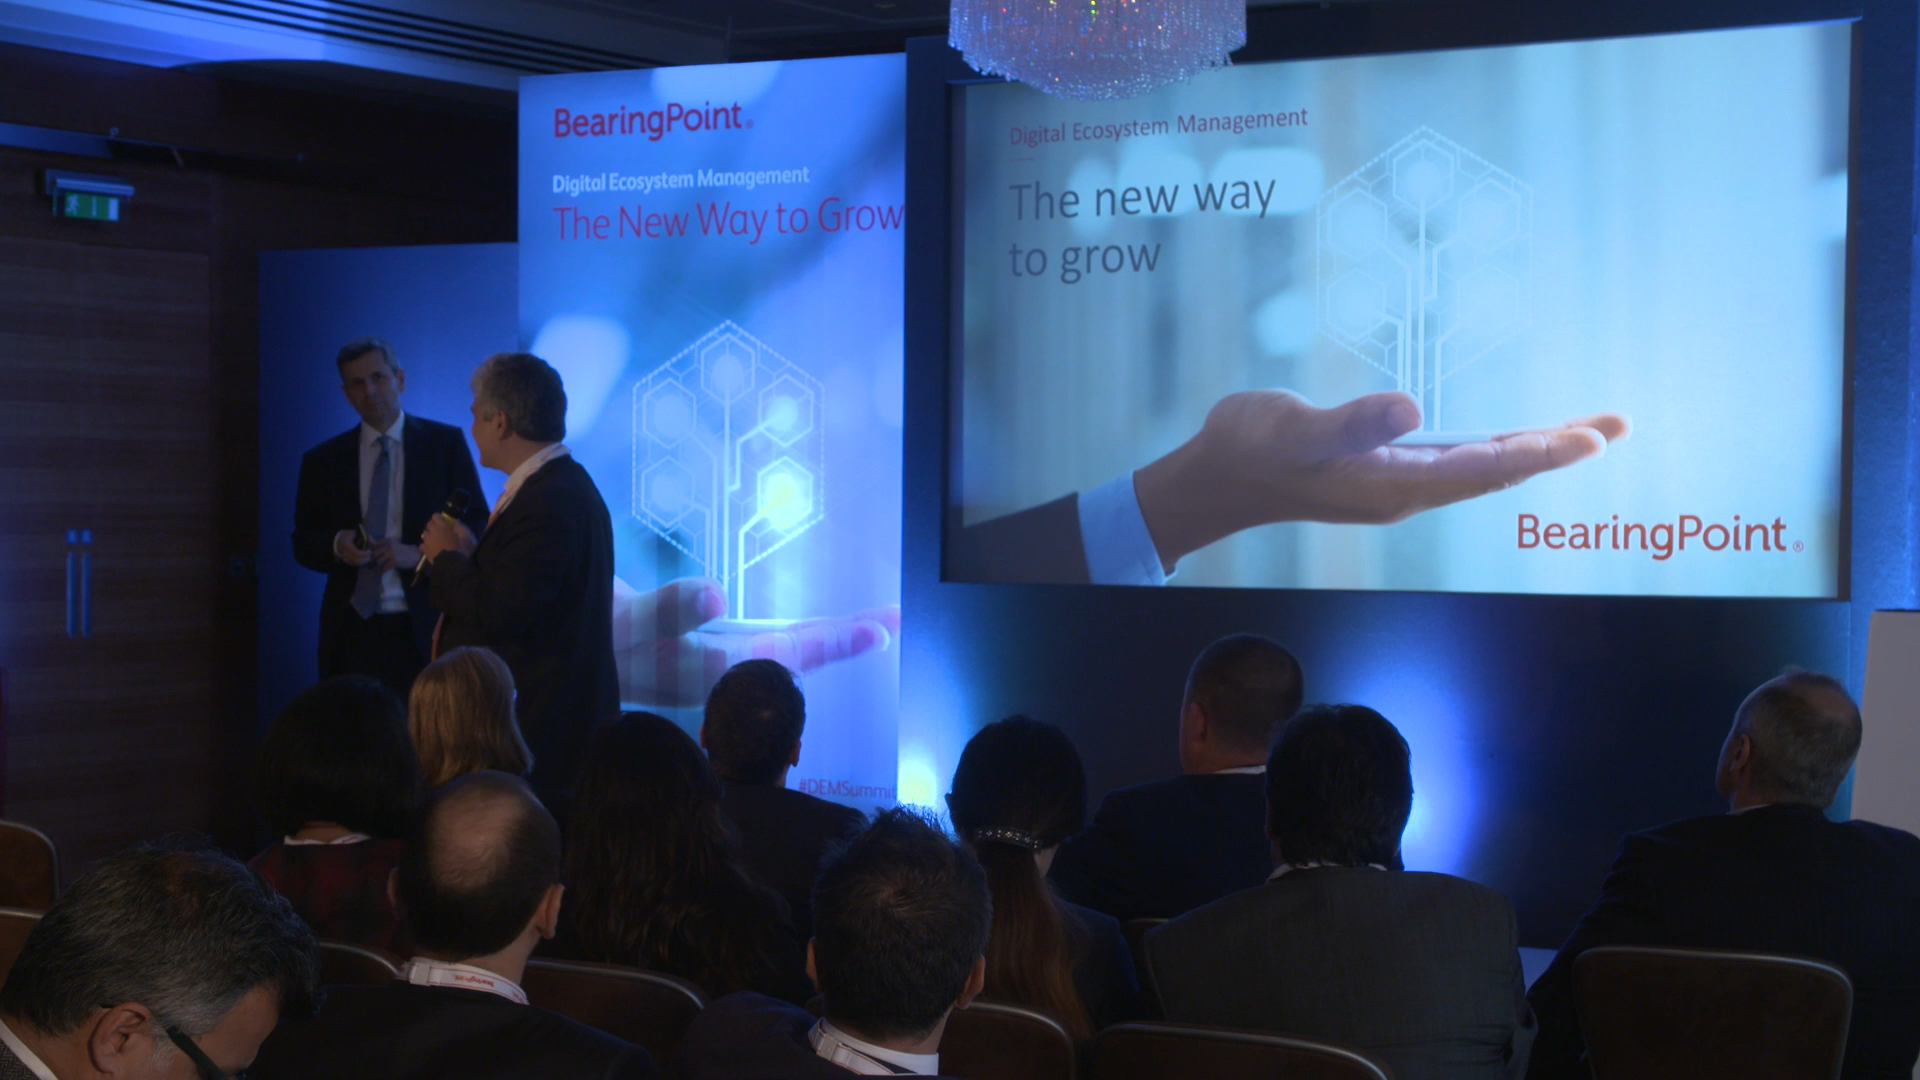 BearingPoint®
Digital Ecosystem Management
The New Way to Grow
#DEMSummit
Digital Ecosystem Management
The new way
to grow
BearingPoint®
BearingPoint